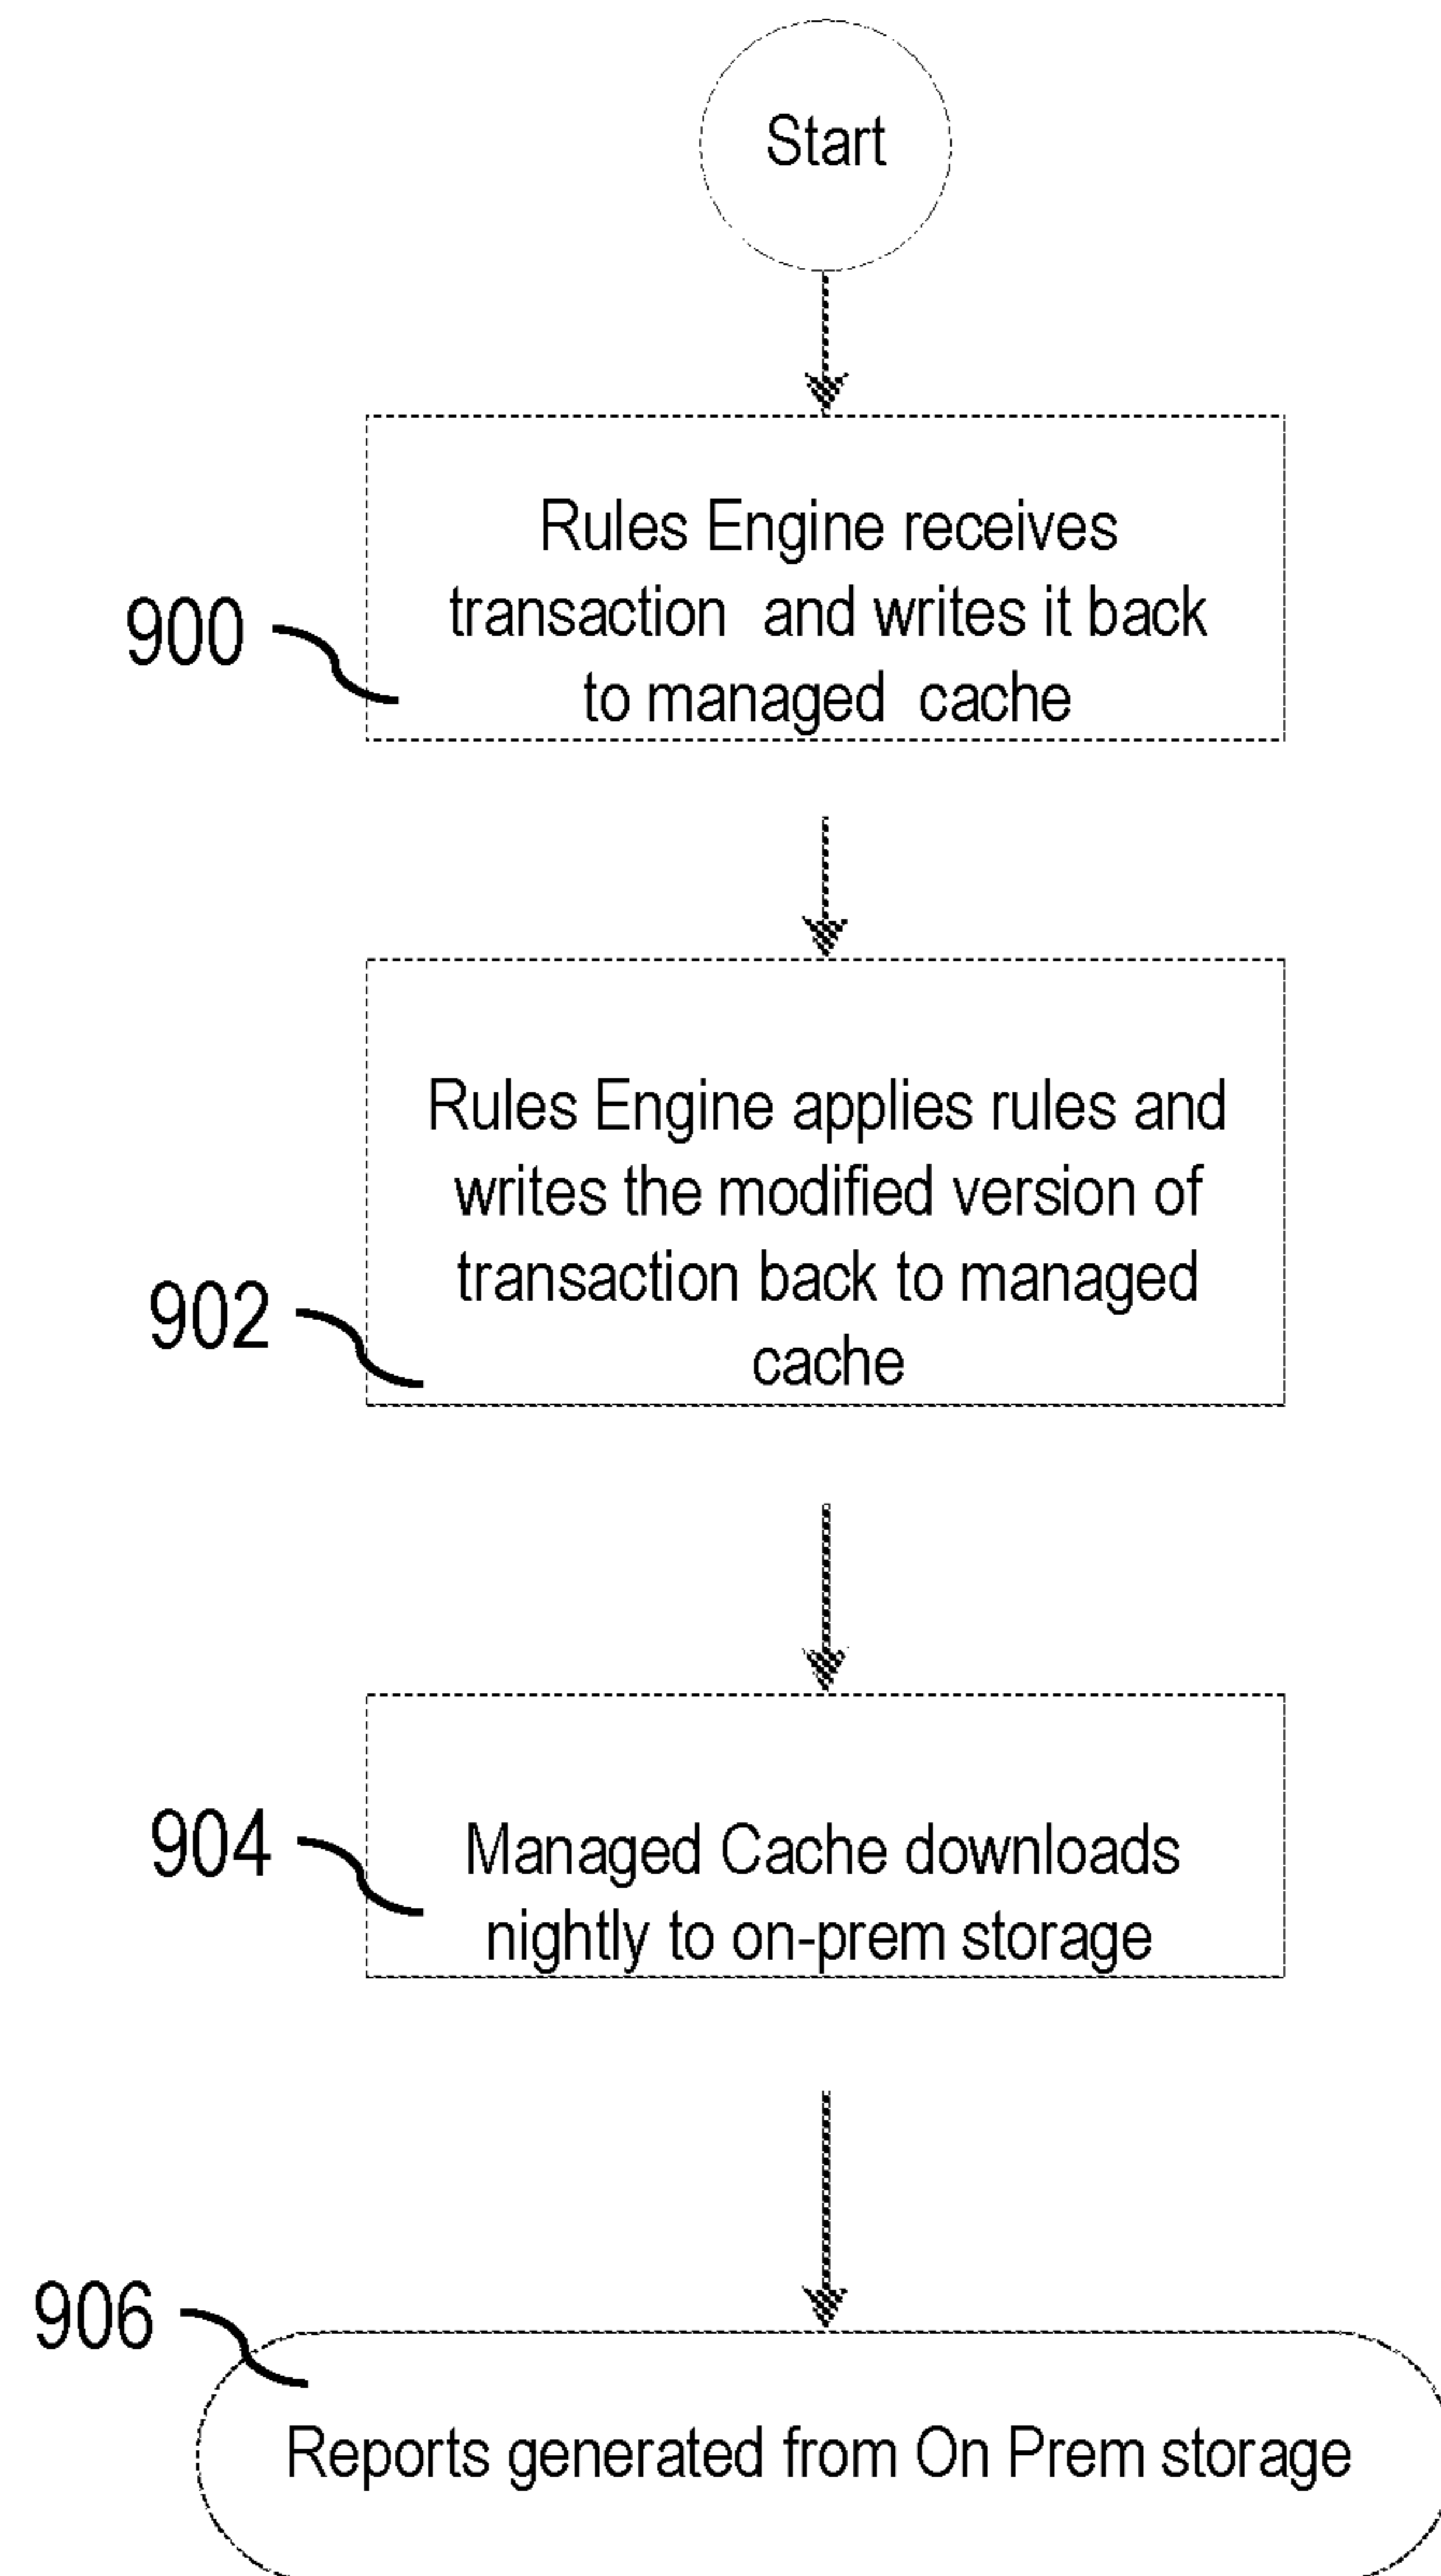 Start
Rules Engine receives
transaction and writes it back
to managed cache
900
Rules Engine applies rules and
writes the modified version of
transaction back to managed
cache
902
Managed Cache downloads
nightly to on-prem storage
904
906
Reports generated from On Prem storage